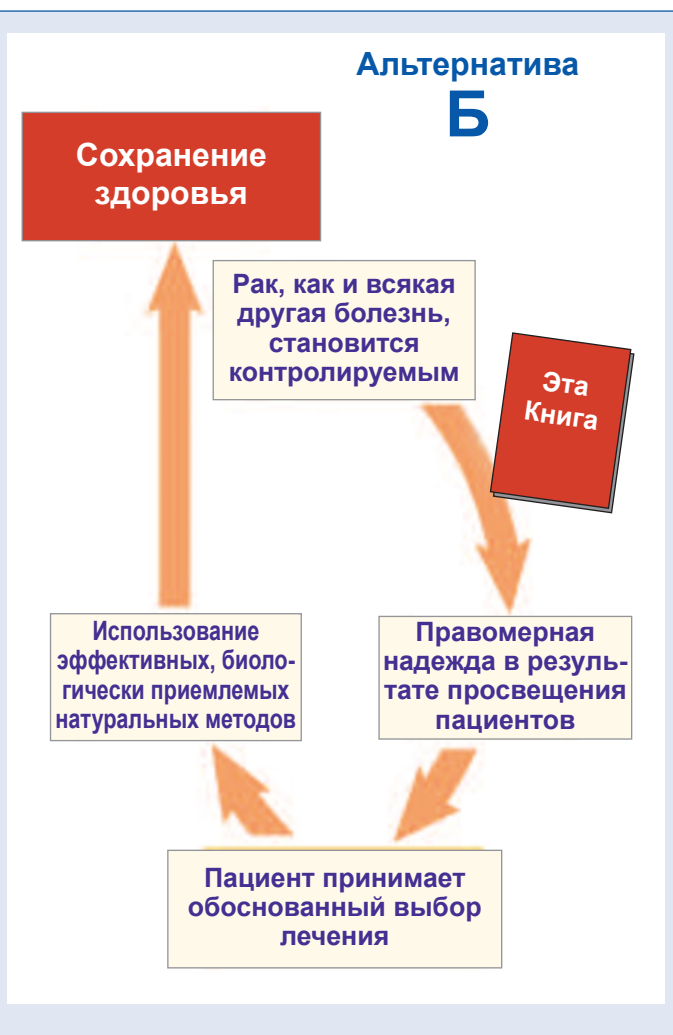 Альтернатива
Б
Сохранение
здоровья
Рак, как и всякая
другая болезнь,
становится
контролируемым
Эта
Книга
Правомерная
надежда в резуль-
тате просвещения
пациентов
Пациент принимает
обоснованный выбор
лечения
Использование
эффективных, биоло-
гически приемлемых
натуральных методов